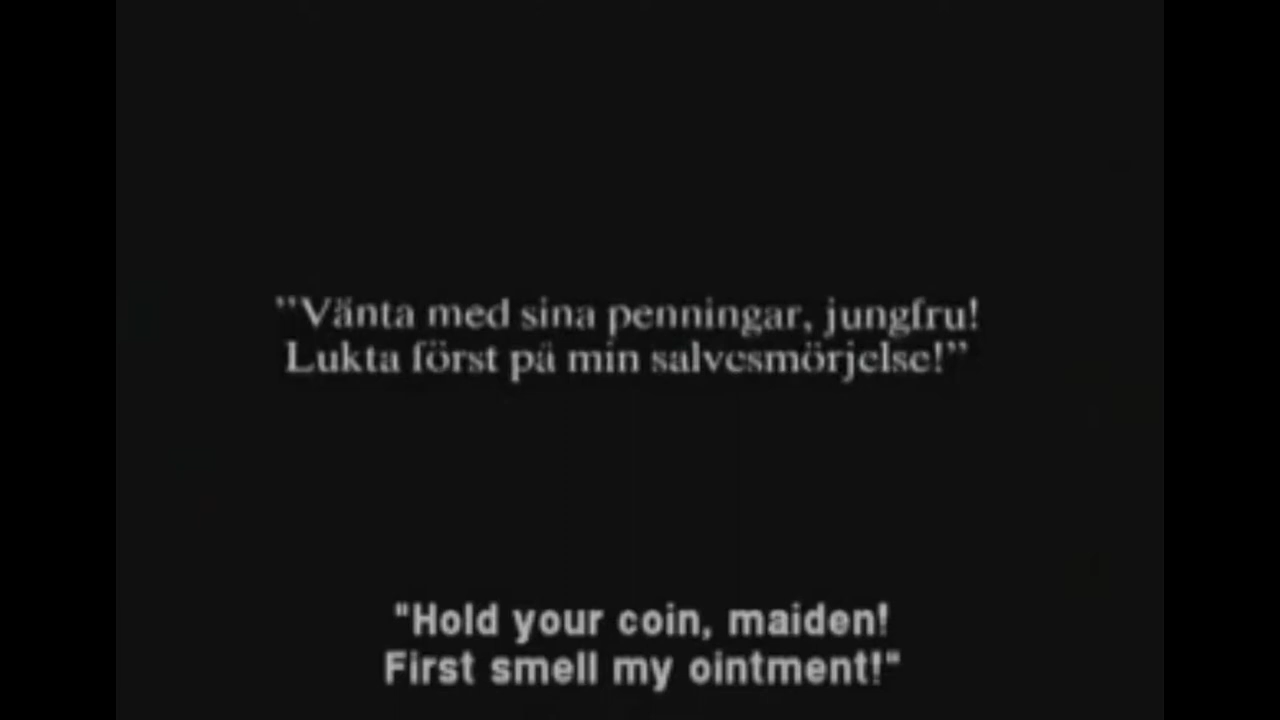 ”Vänta med sina penningar, jungfru!
Lukta först på min salvesmörjelse!”
"Hold your coin, maiden!
First smell my ointment!"